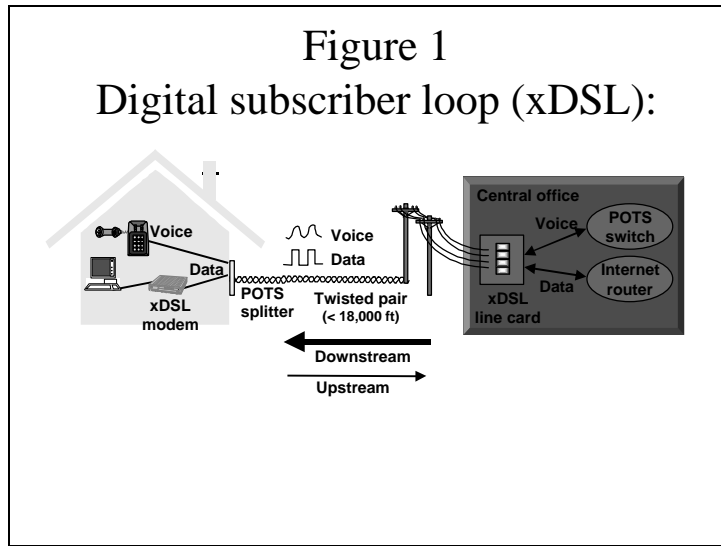 Figure 1
Digital subscriber loop (xDSL):
Voice
Data
xDSL
modem
POTS
splitter
Voice
Data
Twisted pair
(< 18,000 ft)
Downstream
Upstream
Central office
Voice
POTS
switch
Internet
router
Data
xDSL
line card